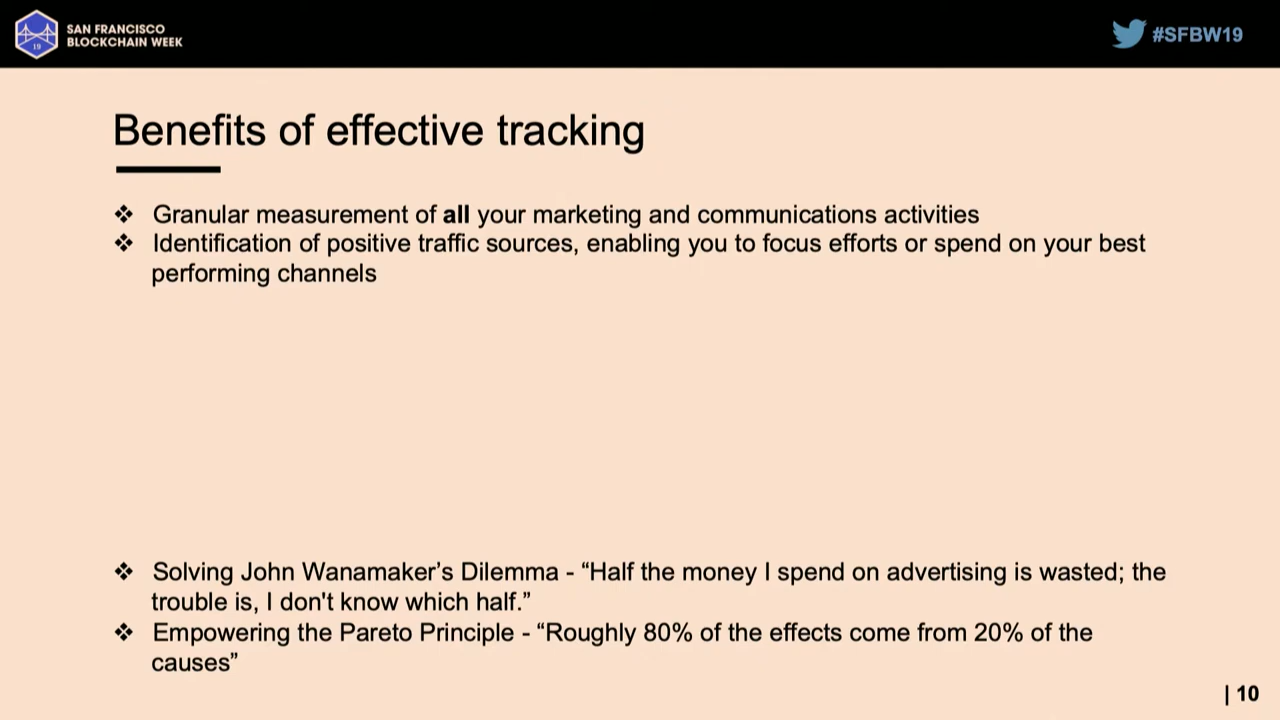 SAN FRANCISCO
BLOCKCHAIN WEEK
19
#SFBW19
Benefits of effective tracking
❖ Granular measurement of all your marketing and communications activities
❖ Identification of positive traffic sources, enabling you to focus efforts or spend on your best
performing channels
❖ Solving John Wanamaker’s Dilemma - “Half the money I spend on advertising is wasted; the
trouble is, I don't know which half.”
❖ Empowering the Pareto Principle - “Roughly 80% of the effects come from 20% of the
causes”
| 10